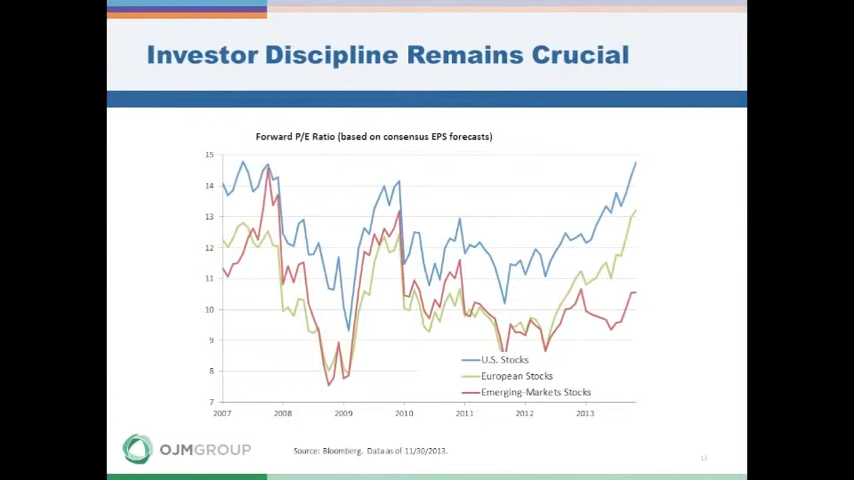 Investor Discipline Remains Crucial
Forward P/E Ratio (based on consensus EPS forecasts)
15
14
13
12
11
10
9
8
7
2007 2008 2009 2010 2011 2012 2013
U.S. Stocks
European Stocks
Emerging-Markets Stocks
OJMGROUP
Source: Bloomberg. Data as of 11/30/2013.